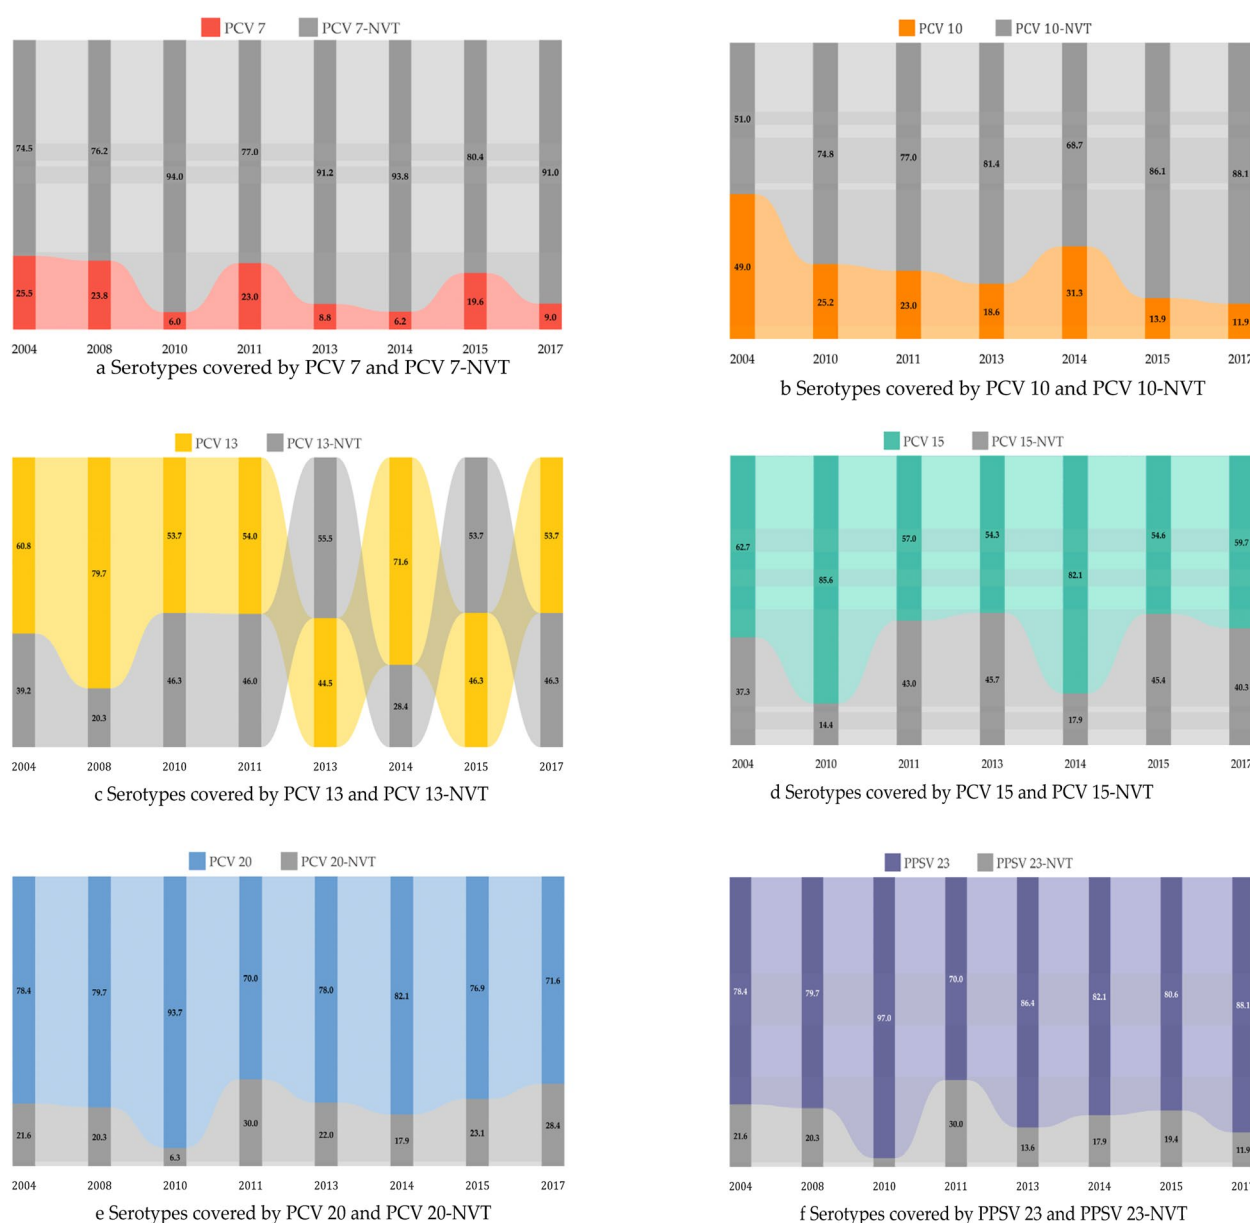 PCV 7 PCV 7-NVT
74.5 76.2 94.0 77.0 91.2 93.8 80.4 91.0
25.5 23.8 6.0 23.0 8.8 6.2 19.6 9.0
2004 2008 2010 2011 2013 2014 2015 2017
a Serotypes covered by PCV 7 and PCV 7-NVT
PCV 10 PCV 10-NVT
51.0 74.8 77.0 81.4 68.7 86.1 88.1
49.0 25.2 23.0 18.6 31.3 13.9 11.9
2004 2010 2011 2013 2014 2015 2017
b Serotypes covered by PCV 10 and PCV 10-NVT
PCV 13 PCV 13-NVT
60.8 79.7 53.7 54.0 55.5 71.6 53.7 53.7
39.2 20.3 46.3 46.0 44.5 28.4 46.3 46.3
2004 2008 2010 2011 2013 2014 2015 2017
c Serotypes covered by PCV 13 and PCV 13-NVT
PCV 15 PCV 15-NVT
62.7 85.6 57.0 54.3 82.1 54.6 59.7
37.3 14.4 43.0 45.7 17.9 45.4 40.3
2004 2010 2011 2013 2014 2015 2017
d Serotypes covered by PCV 15 and PCV 15-NVT
PCV 20 PCV 20-NVT
78.4 79.7 93.7 70.0 78.0 82.1 76.9 71.6
21.6 20.3 6.3 30.0 22.0 17.9 23.1 28.4
2004 2008 2010 2011 2013 2014 2015 2017
e Serotypes covered by PCV 20 and PCV 20-NVT
PPSV 23 PPSV 23-NVT
78.4 79.7 97.0 70.0 86.4 82.1 80.6 88.1
21.6 20.3 30.0 13.6 17.9 19.4 11.9
2004 2008 2010 2011 2013 2014 2015 2017
f Serotypes covered by PPSV 23 and PPSV 23-NVT